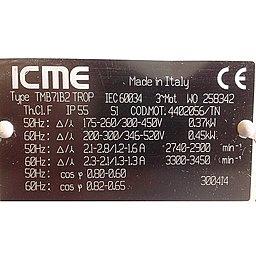 ICME
Made in Italy CE
Type TMB71B2 TROP IEC60034 3~Mot WO 258342
Th.Cl.F IP 55 S1 COD.MOT. 4402056/TN
50Hz: Δ/⅄ 175-260/300-450V 0.37KW
60Hz: Δ/⅄ 200-300/346-520V 0.45KW
50Hz: Δ/⅄ 2.1-2.8/1.2-1.6 A 2740-2900 min-¹
60Hz: Δ/⅄ 2.3-2.1/1.3-1.3 A 3300-3450 min-¹
50Hz: cos φ 0.80-0.60
60Hz: cos φ 0.82-0.65 300414